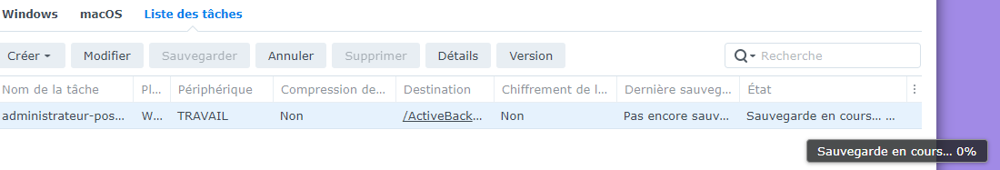 Windows macOS Liste des tâches
Créer Modifier Sauvegarder Annuler Supprimer Détails Version Recherche
Nom de la tâche Pl... Périphérique Compression de... Destination Chiffrement de l... Dernière sauveg... État
administrateur-pos... W... TRAVAIL Non /ActiveBack... Non Pas encore sauv... Sauvegarde en cours... ...
Sauvegarde en cours... 0%